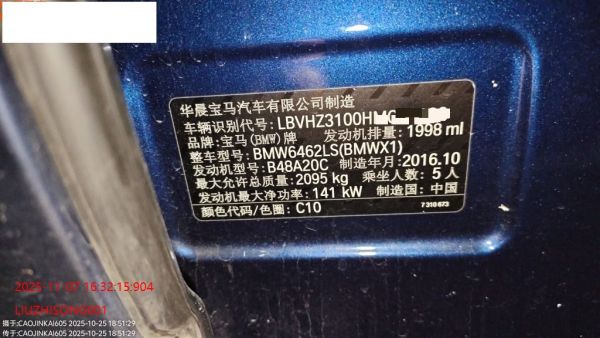 华晨宝马汽车有限公司制造
车辆识别代号: LBVHZ3100H
品牌: 宝马(BMW)牌 发动机排量: 1998 ml
整车型号: BMW6462LS(BMWX1)
发动机型号: B48A20C 制造年月: 2016.10
最大允许总质量: 2095 kg 乘坐人数: 5人
发动机最大净功率: 141 kW 制造国: 中国
颜色代码/色圈: C10
7 310 673
2025-11-07 16:32:15:904
摄于:CAOJINKAI605 2025-10-25 18:51:29
传于:CAOJINKAI605 2025-10-25 18:51:29